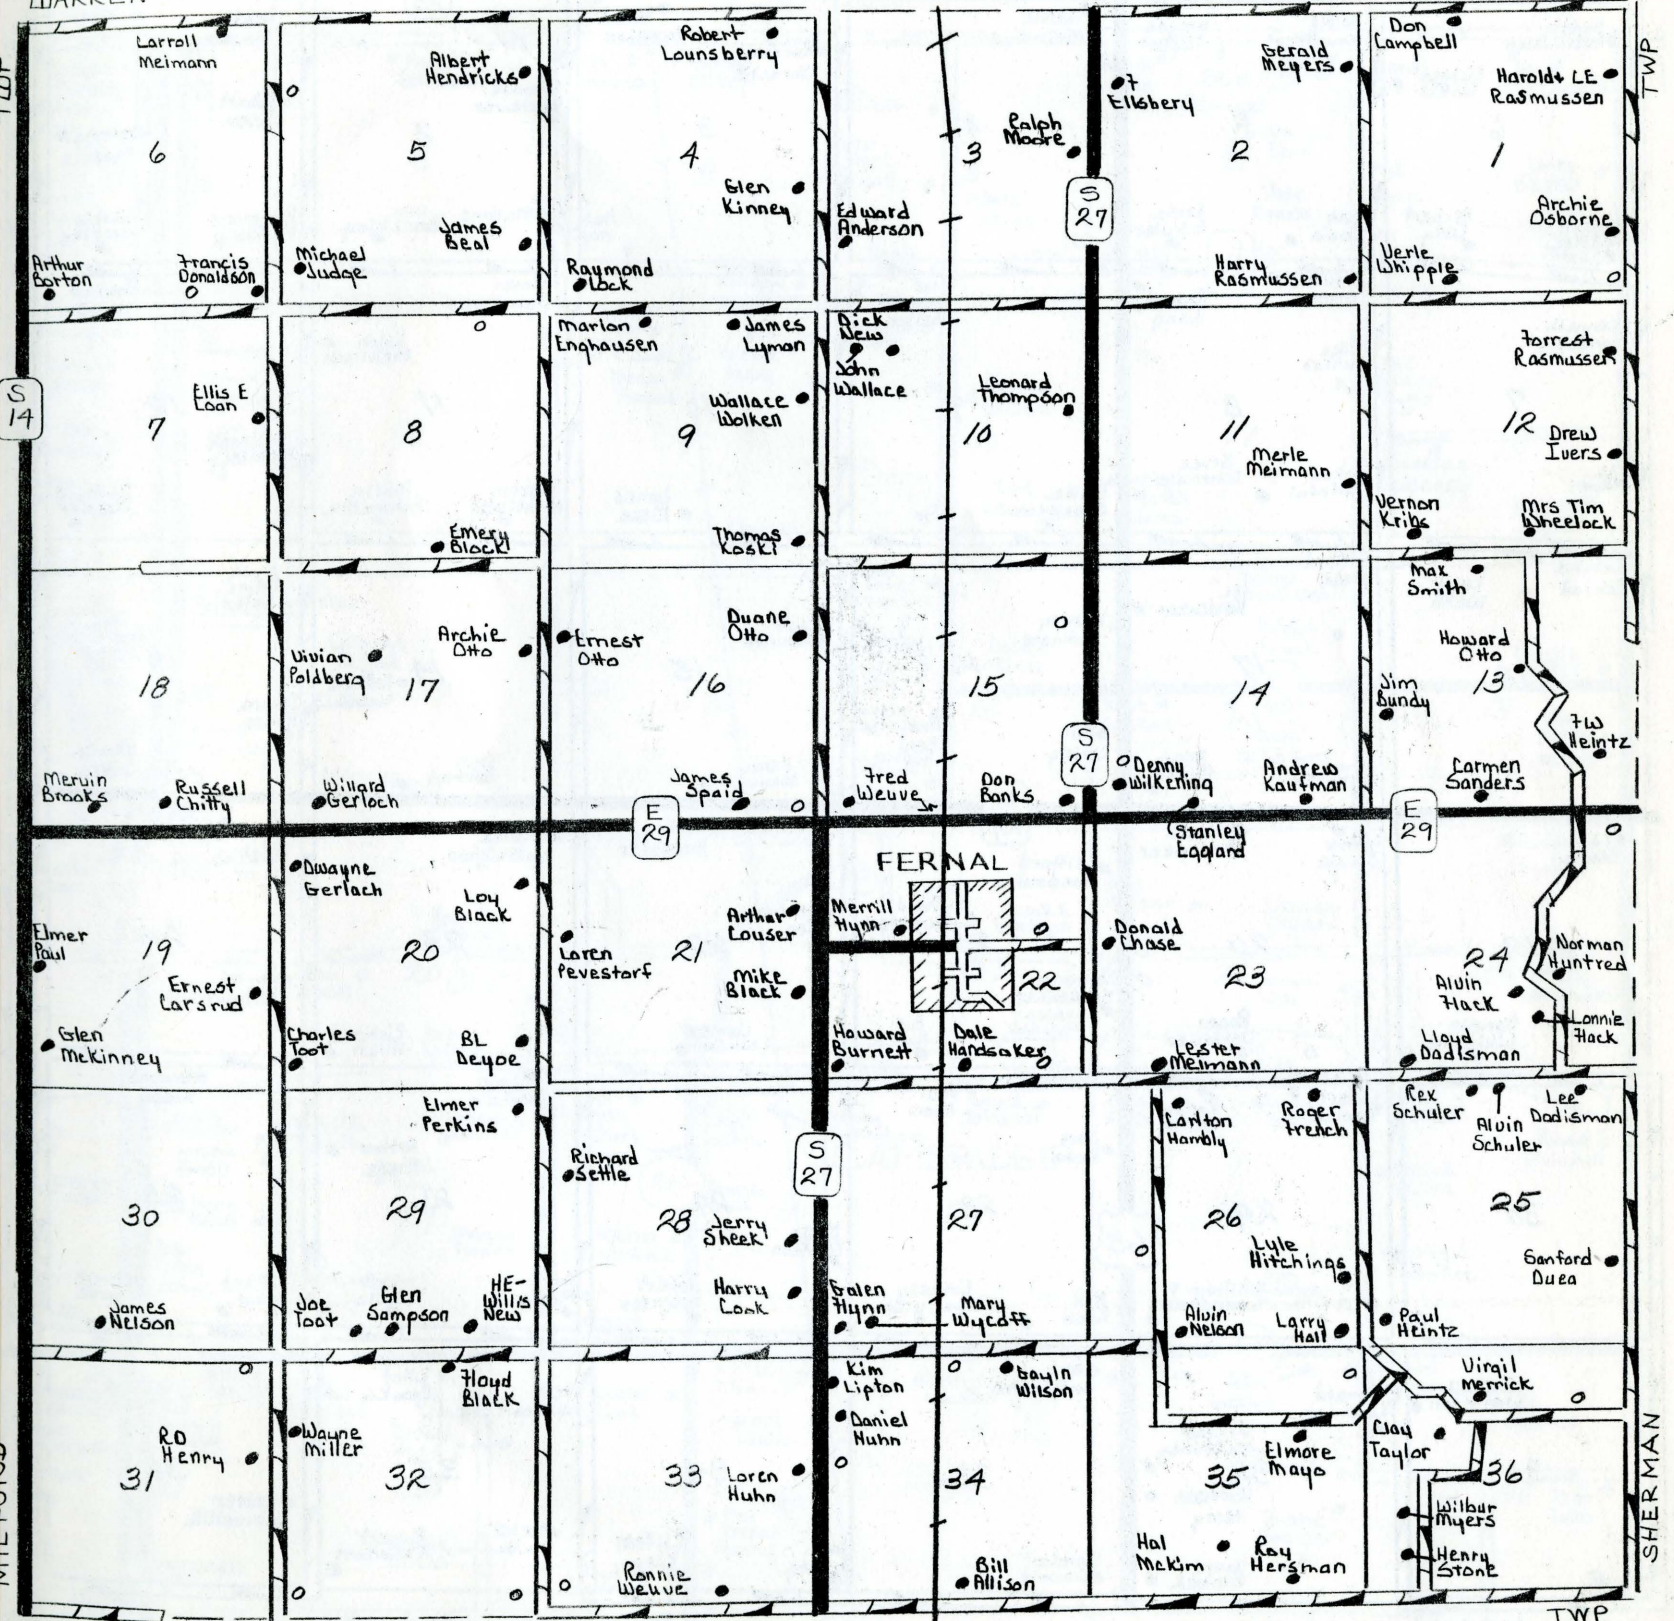 WARREN
TWP
TWP
Carroll
Meimann
6
Arthur
Borton
Francis
Donaldson
Albert
Hendricks
5
James
Beal
Michael
Judge
Robert
Lounsberry
4
Glen
Kinney
Raymond
Lock
Ralph
Moore
3
Edward
Anderson
S
27
F
Ellsbery
Gerald
Meyers
2
Harry
Rasmussen
Don
Campbell
Harold & LE
Rasmussen
1
Archie
Osborne
Verle
Whipple
S
14
Ellis E
Loan
7
8
Emery
Black
Marlon
Enghausen
James
Lyman
Wallace
Wolken
9
Thomas
Koski
Dick
New
John
Wallace
Leonard
Thompson
10
11
Merle
Meimann
Forrest
Rasmussen
12
Drew
Ivers
Vernon
Kribs
Mrs Tim
Wheelock
18
Mervin
Brooks
Russell
Chitty
Vivian
Poldberg
Archie
Otto
17
Willard
Gerloch
Ernest
Otto
Duane
Otto
16
James
Spaid
E
29
15
Fred
Weuve Jr
Don
Banks
S
27
14
Denny
Wilkerling
Andrew
Kaufman
Stanley
Eggland
Max
Smith
Howard
Otto
13
Jim
Bundy
FW
Heintz
Carmen
Sanders
E
29
Elmer
Paul
19
Ernest
Carsrud
Glen
McKinney
Dwayne
Gerlach
Loy
Black
20
Charles
Toot
BL
Deyoe
Arthur
Couser
Loren
Pevestorf
21
Mike
Black
FERNAL
Merrill
Flynn
22
Howard
Burnett
Dale
Handsaker
Donald
Chase
23
Lester
Meimann
24
Norman
Huntred
Alvin
Flack
Lonnie
Flack
Lloyd
Dadisman
30
James
Nelson
Elmer
Perkins
29
Joe
Toot
Glen
Sampson
HE-
Willis
New
Richard
Settle
28
Jerry
Sheek
Harry
Cook
S
27
27
Galen
Flynn
Mary
Wycoff
Carlton
Hambly
Roger
French
26
Lyle
Hitchings
Alvin
Nelson
Larry
Hall
Rex
Schuler
Alvin
Schuler
Lee
Dadisman
25
Sanford
Duea
Paul
Heintz
RD
Henry
31
Floyd
Black
Wayne
Miller
32
33
Loren
Huhn
Ronnie
Weuve
Kim
Lipton
Gayln
Wilson
Daniel
Huhn
34
Bill
Allison
Elmore
Mayo
35
Hal
McKim
Roy
Hersman
Virgil
Merrick
Clay
Taylor
36
Wilbur
Myers
Henry
Stone
SHERMAN
TWP